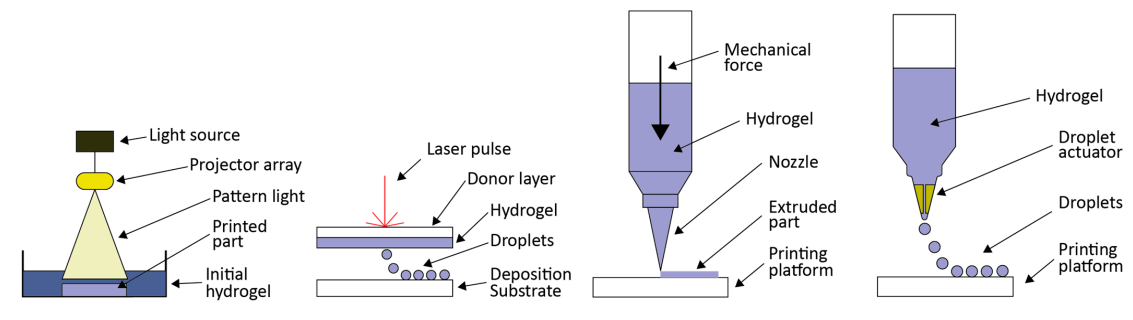 Light source
Projector array
Pattern light
Printed
part
Initial
hydrogel
Laser pulse
Donor layer
Hydrogel
Droplets
Deposition
Substrate
Mechanical
force
Hydrogel
Nozzle
Extruded
part
Printing
platform
Hydrogel
Droplet
actuator
Droplets
Printing
platform